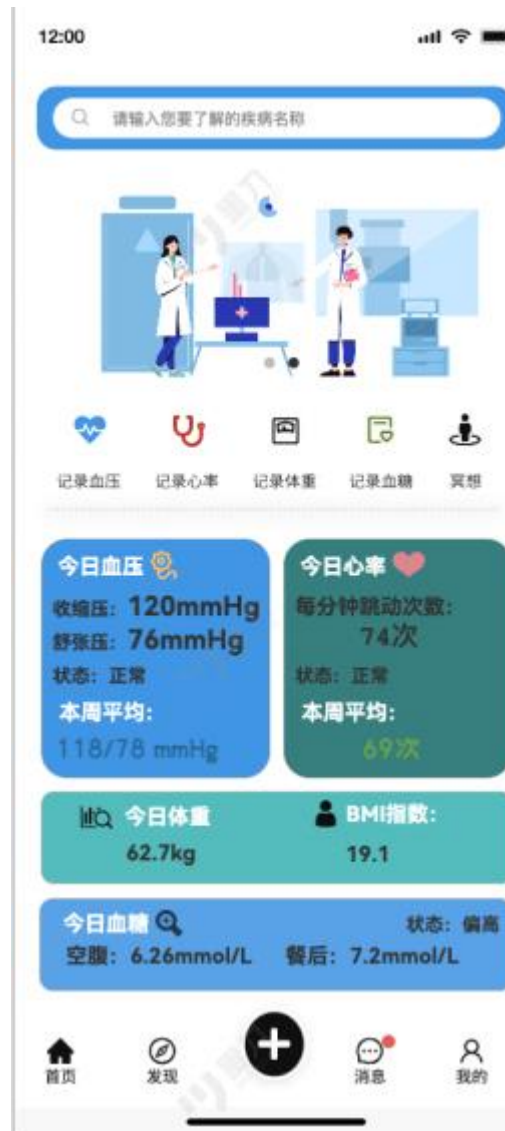 12:00
请输入您要了解的疾病名称
记录血压 记录心率 记录体重 记录血糖 冥想
今日血压
收缩压：120mmHg
舒张压：76mmHg
状态：正常
本周平均：
118/78 mmHg
今日心率
每分钟跳动次数：
74次
状态：正常
本周平均：
69次
今日体重
62.7kg
BMI指数：
19.1
今日血糖 状态：偏高
空腹：6.26mmol/L 餐后：7.2mmol/L
首页 发现 消息 我的